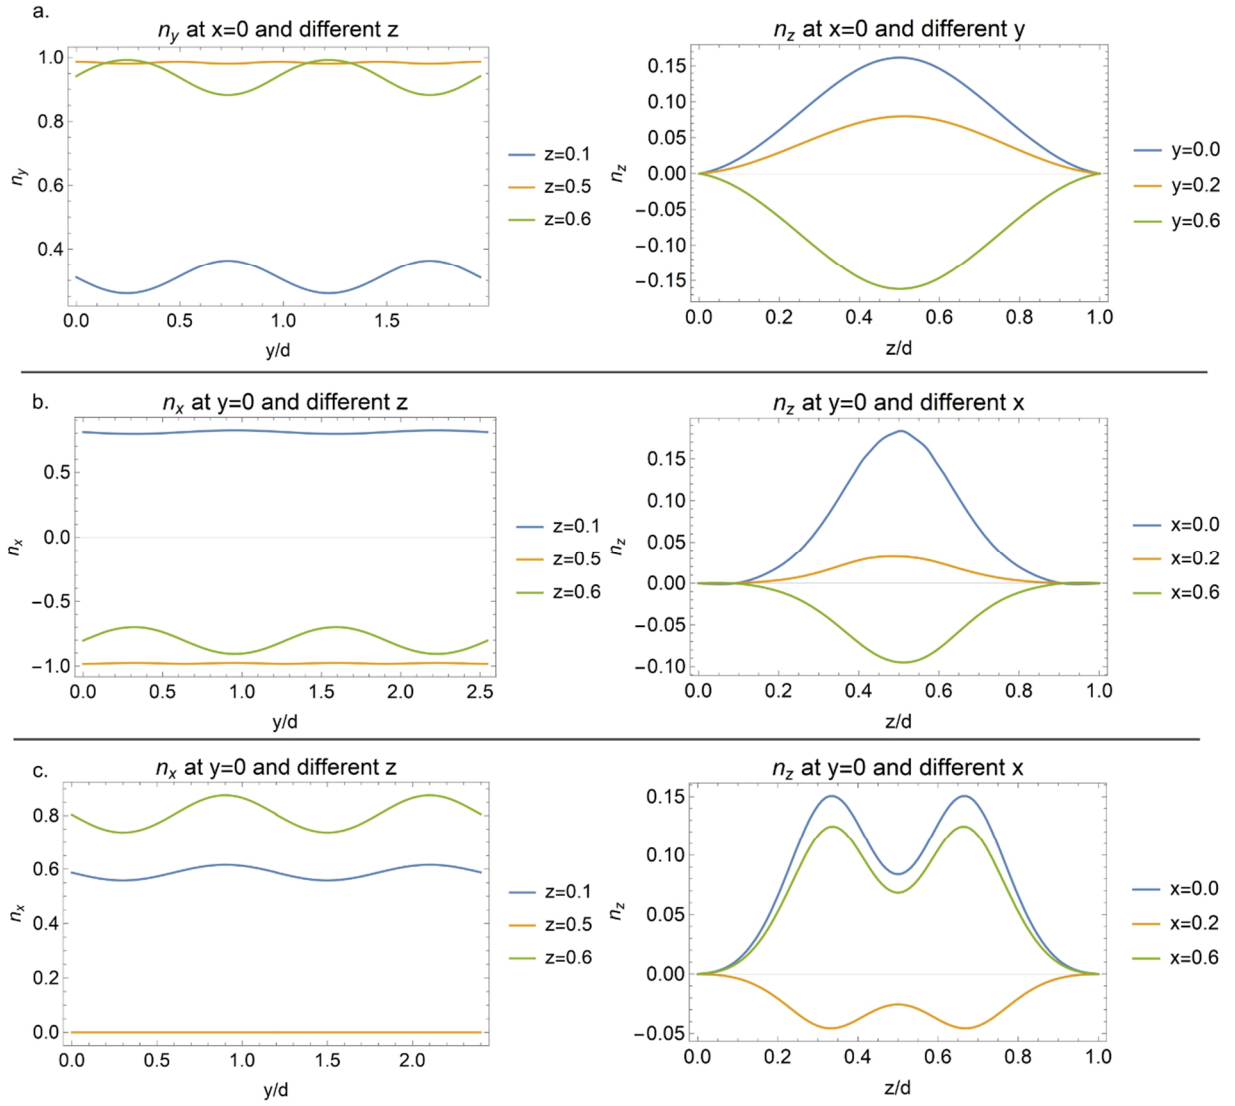 a.
n_y at x=0 and different z
1.0
0.8
0.6
0.4
n_y
0.0 0.5 1.0 1.5
y/d
z=0.1
z=0.5
z=0.6
n_z at x=0 and different y
0.15
0.10
0.05
0.00
−0.05
−0.10
−0.15
n_z
0.0 0.2 0.4 0.6 0.8 1.0
z/d
y=0.0
y=0.2
y=0.6
b.
n_x at y=0 and different z
0.5
0.0
−0.5
−1.0
n_x
0.0 0.5 1.0 1.5 2.0 2.5
y/d
z=0.1
z=0.5
z=0.6
n_z at y=0 and different x
0.15
0.10
0.05
0.00
−0.05
−0.10
n_z
0.0 0.2 0.4 0.6 0.8 1.0
z/d
x=0.0
x=0.2
x=0.6
c.
n_x at y=0 and different z
0.8
0.6
0.4
0.2
0.0
n_x
0.0 0.5 1.0 1.5 2.0
y/d
z=0.1
z=0.5
z=0.6
n_z at y=0 and different x
0.15
0.10
0.05
0.00
−0.05
n_z
0.0 0.2 0.4 0.6 0.8 1.0
z/d
x=0.0
x=0.2
x=0.6